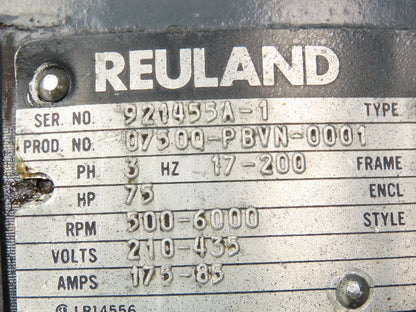 REULAND
SER. NO. 921455A-1 TYPE
PROD. NO. 0750Q-PBVN-0001
PH 3 HZ 17-200 FRAME
HP 75 ENCL
RPM 500-6000 STYLE
VOLTS 210-435
AMPS 175-85
LR14556